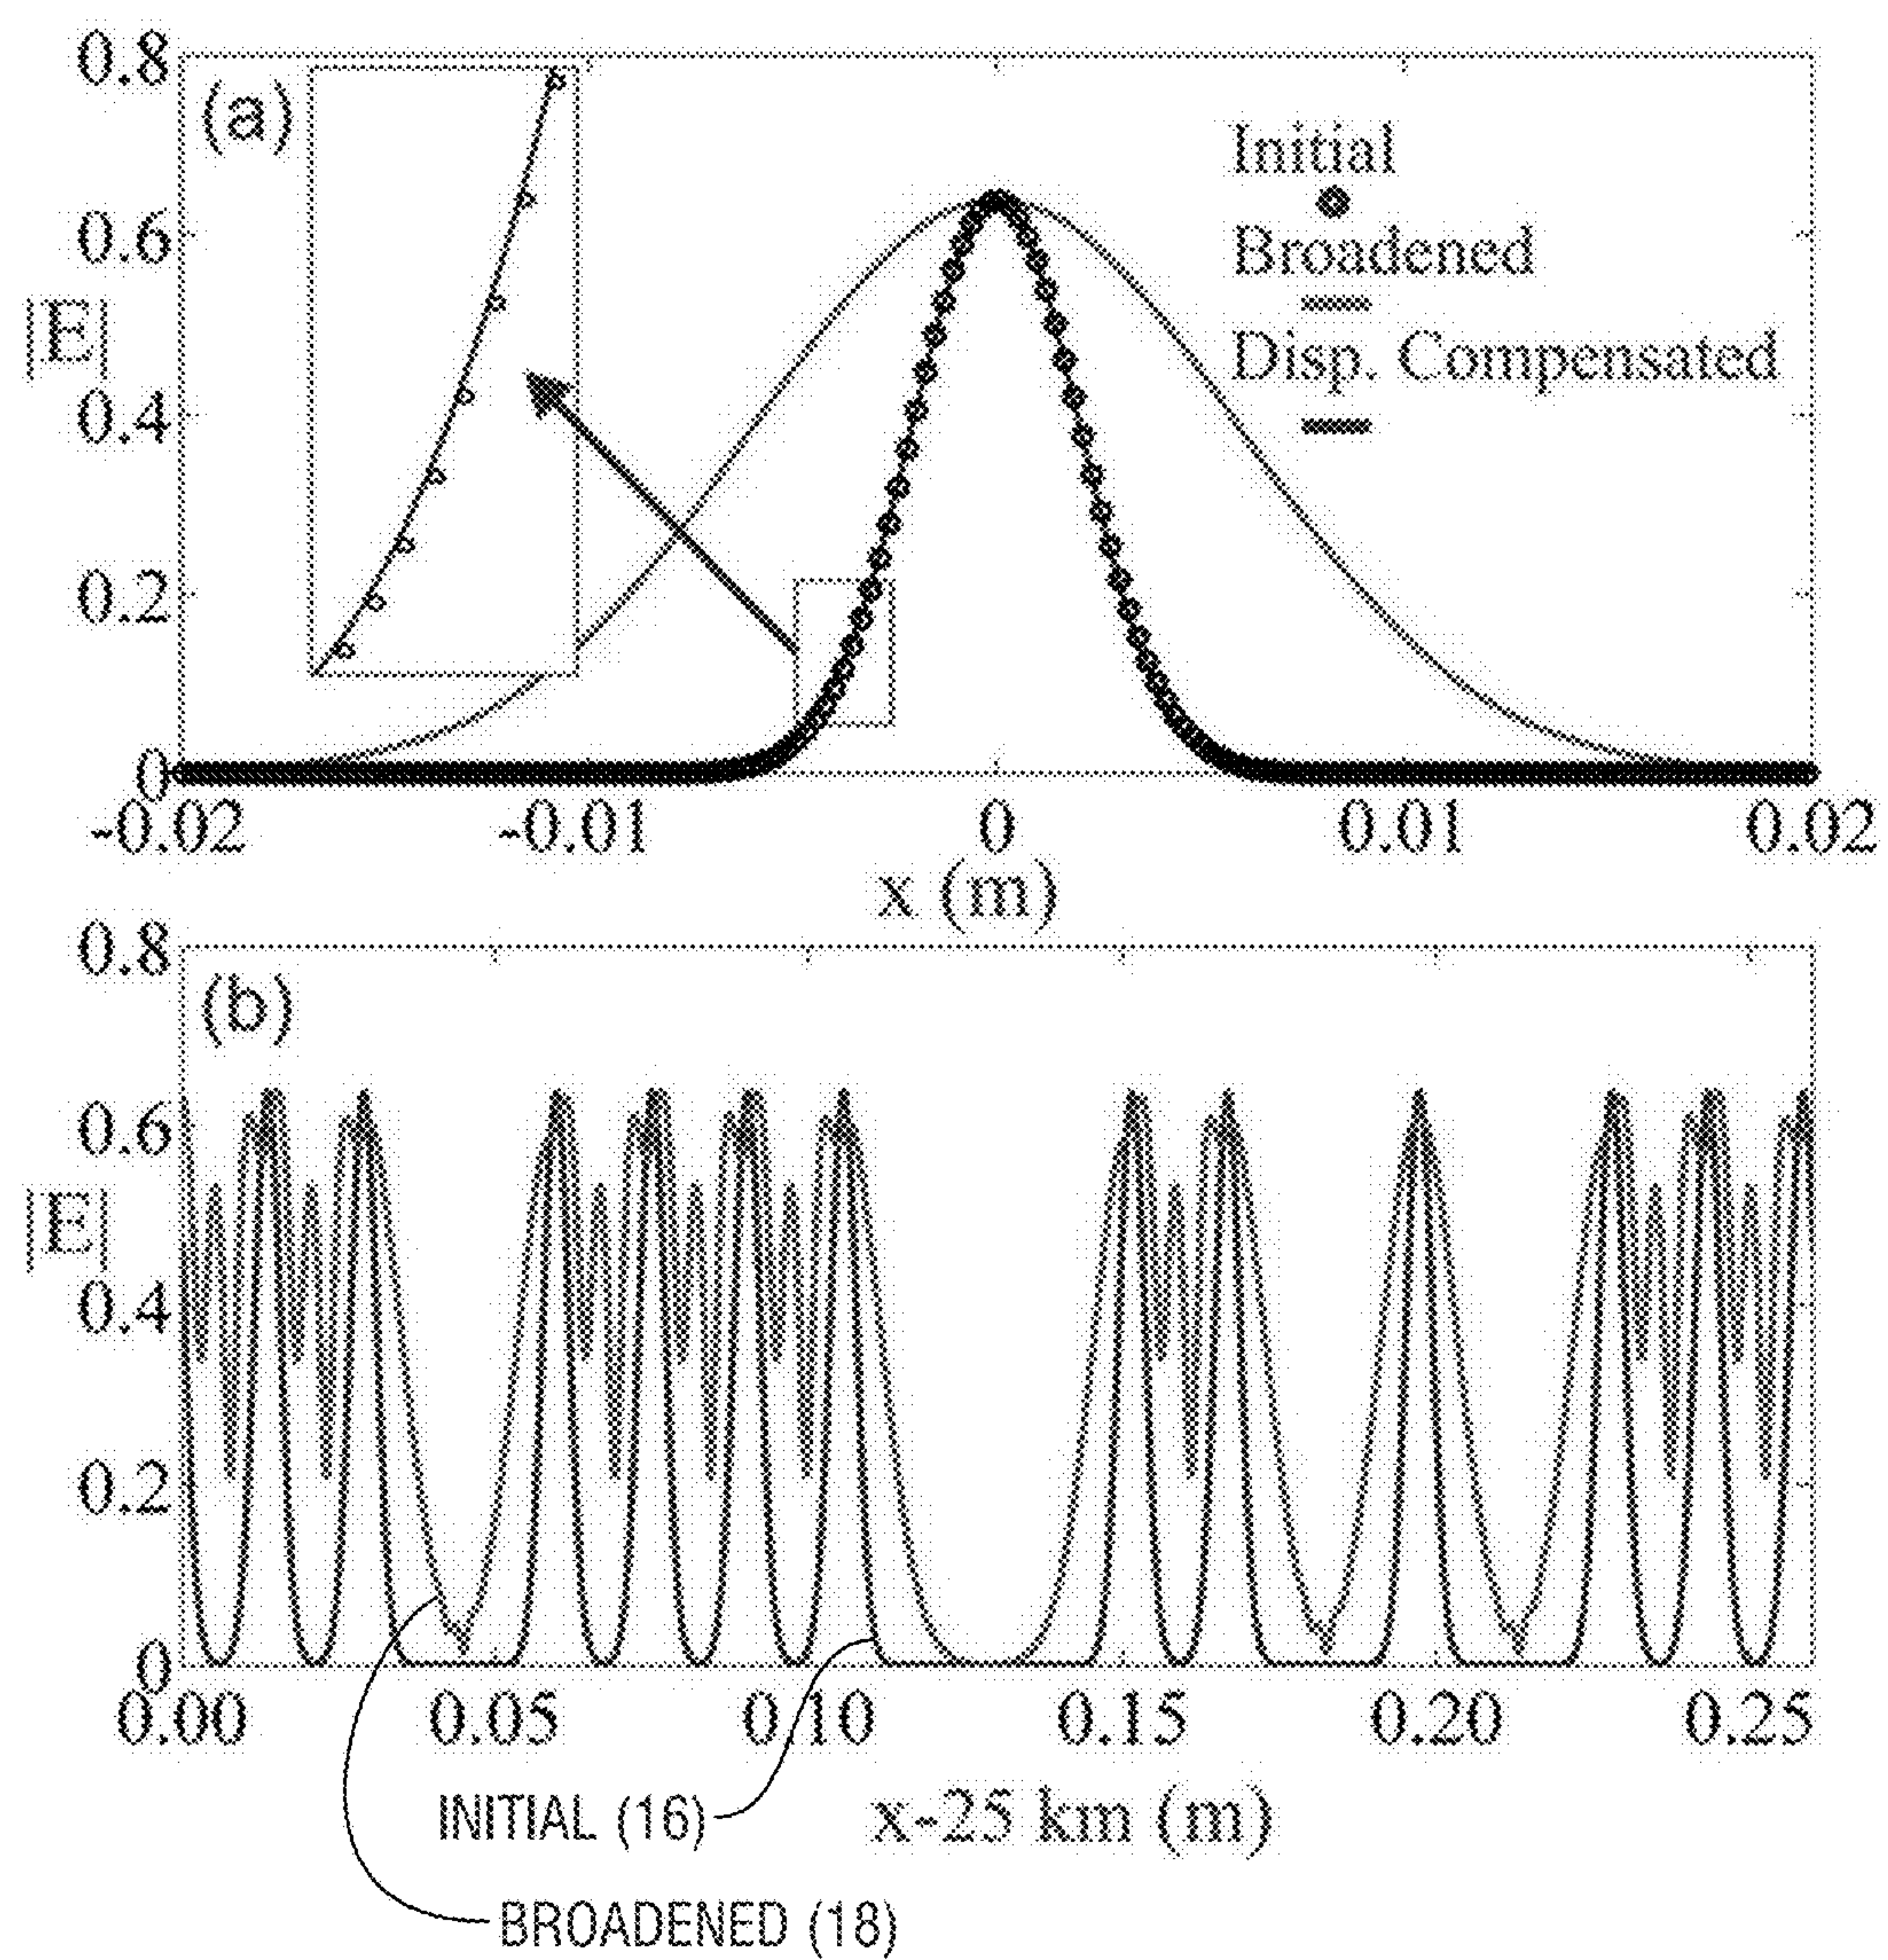 0.8
(a)
Initial
0.6
Broadened
|E|
Disp. Compensated
0.4
0.2
0
-0.02 -0.01 0 0.01 0.02
x (m)
0.8
(b)
0.6
|E|
0.4
0.2
0
0.00 0.05 0.10 0.15 0.20 0.25
INITIAL (16) x-25 km (m)
BROADENED (18)